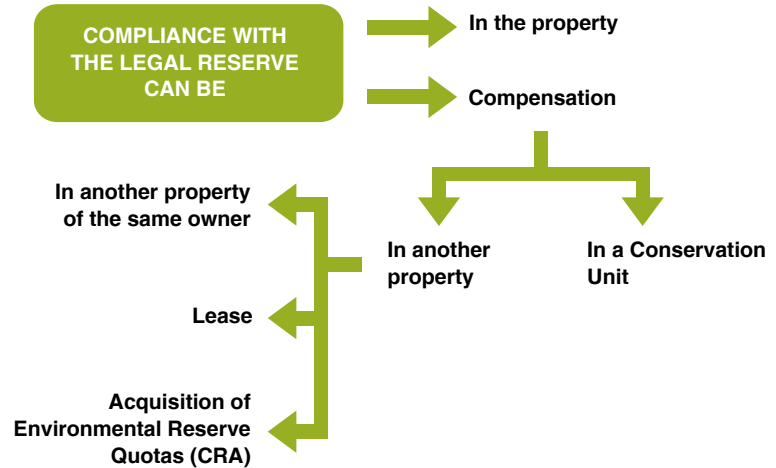 COMPLIANCE WITH
THE LEGAL RESERVE
CAN BE
In the property
Compensation
In another
property
In a Conservation
Unit
In another property
of the same owner
Lease
Acquisition of
Environmental Reserve
Quotas (CRA)